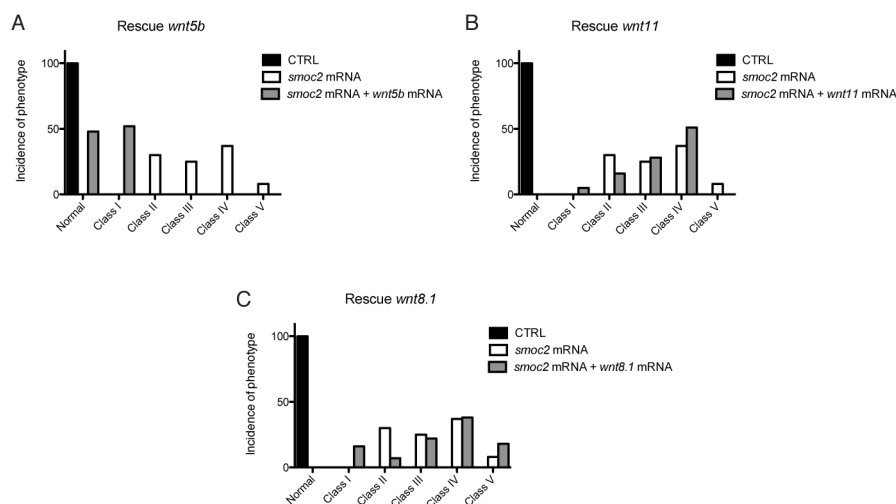 A
Rescue wnt5b
CTRL
smoc2 mRNA
smoc2 mRNA + wnt5b mRNA
Incidence of phenotype
100
50
0
Normal
Class I
Class II
Class III
Class IV
Class V
B
Rescue wnt11
CTRL
smoc2 mRNA
smoc2 mRNA + wnt11 mRNA
Incidence of phenotype
100
50
0
Normal
Class I
Class II
Class III
Class IV
Class V
C
Rescue wnt8.1
CTRL
smoc2 mRNA
smoc2 mRNA + wnt8.1 mRNA
Incidence of phenotype
100
50
0
Normal
Class I
Class II
Class III
Class IV
Class V